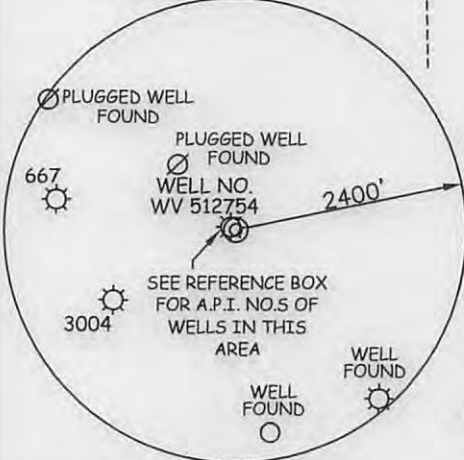 PLUGGED WELL
FOUND
PLUGGED WELL
FOUND
667
WELL NO.
WV 512754
2400'
SEE REFERENCE BOX
FOR A.P.I. NO.S OF
WELLS IN THIS
AREA
3004
WELL
FOUND
WELL
FOUND